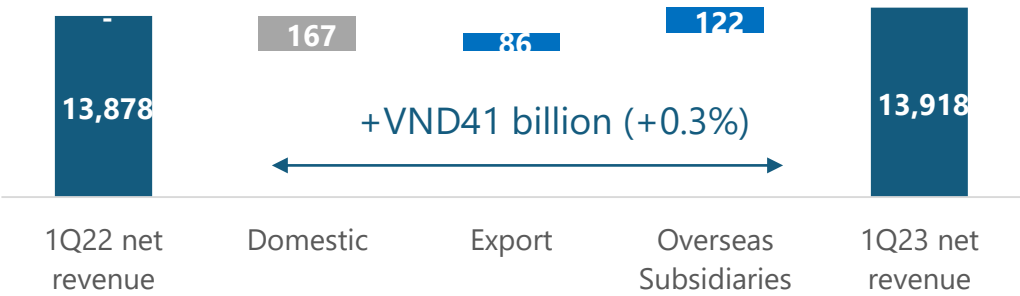 -
167
86
122
13,878
13,918
+VND41 billion (+0.3%)
1Q22 net
revenue
Domestic
Export
Overseas
Subsidiaries
1Q23 net
revenue